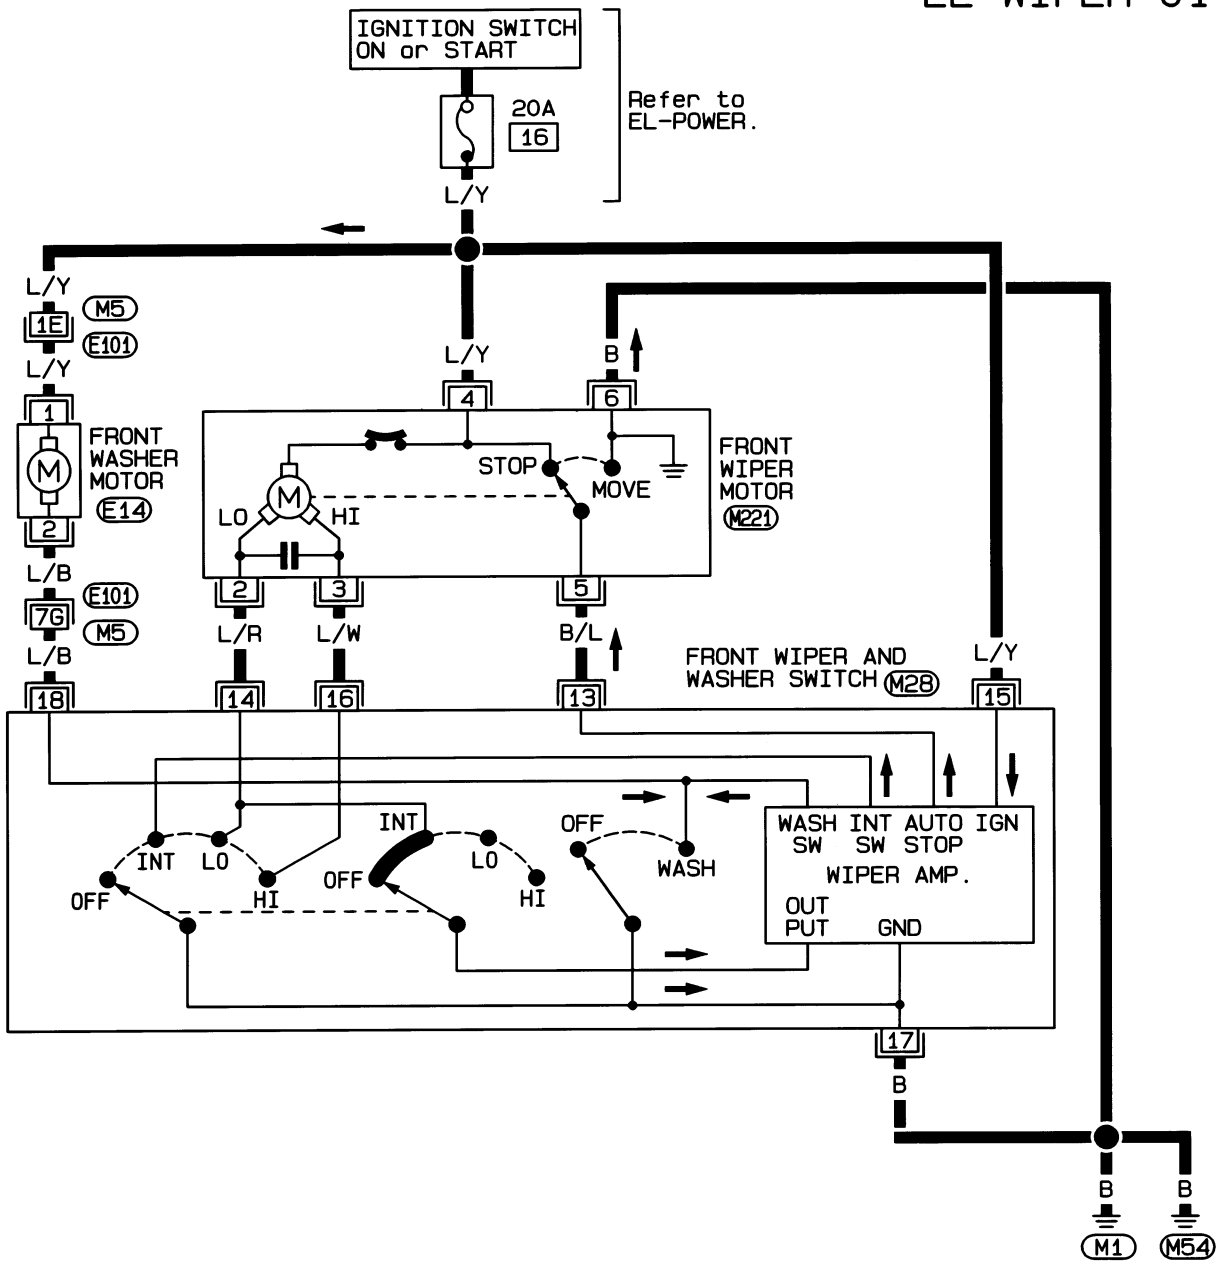 IGNITION SWITCH
ON or START
20A
16
Refer to
EL-POWER.
L/Y
L/Y
M5
1E
E101
L/Y
L/Y
B
1
4
6
FRONT
WASHER
MOTOR
E14
M
2
STOP
MOVE
M
LO
HI
FRONT
WIPER
MOTOR
M221
2
3
5
L/B
E101
7G
M5
L/B
L/R
L/W
B/L
FRONT WIPER AND
WASHER SWITCH M28
L/Y
18
14
16
13
15
INT
LO
OFF
HI
INT
OFF
LO
HI
OFF
WASH
WASH INT AUTO IGN
SW SW STOP
WIPER AMP.
OUT
PUT
GND
17
B
B
B
M1
M54